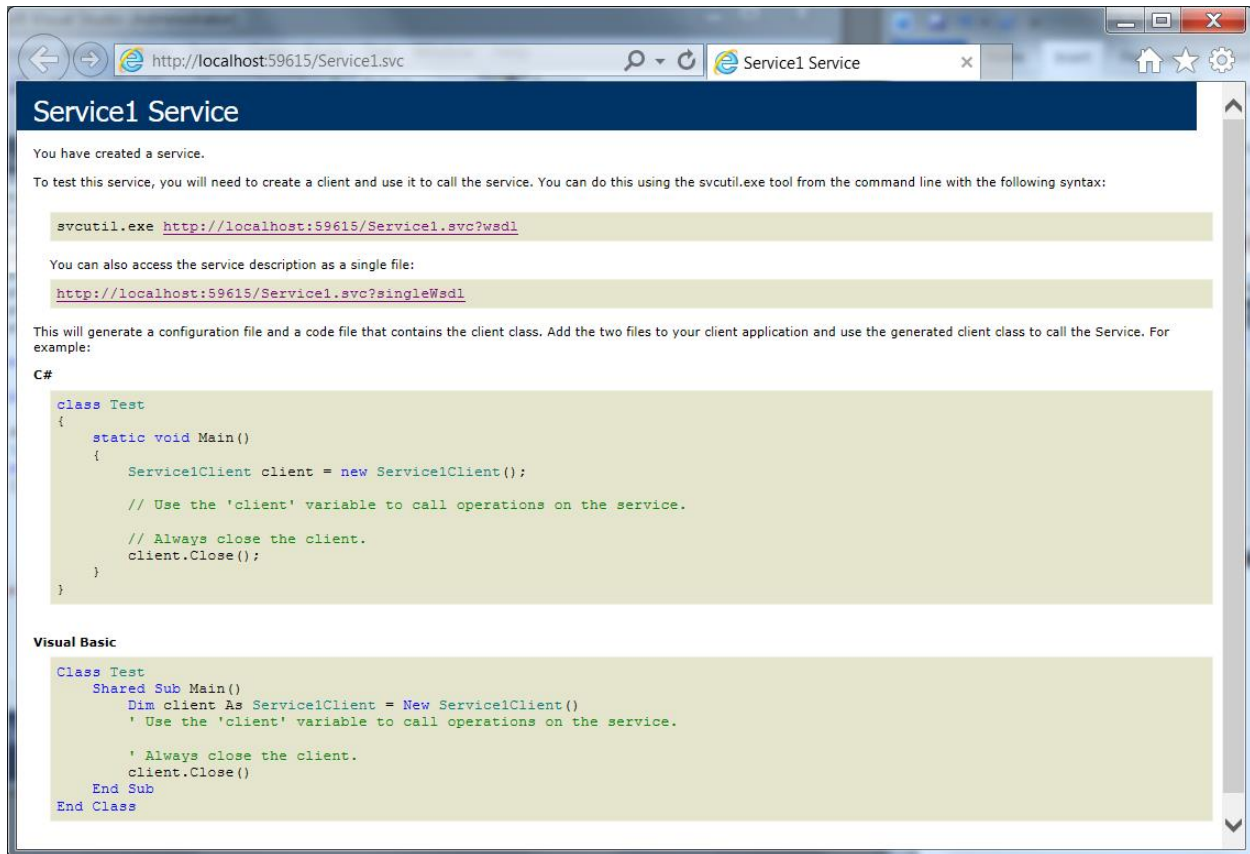 http://localhost:59615/Service1.svc
Service1 Service
Service1 Service
You have created a service.
To test this service, you will need to create a client and use it to call the service. You can do this using the svcutil.exe tool from the command line with the following syntax:
svcutil.exe http://localhost:59615/Service1.svc?wsdl
You can also access the service description as a single file:
http://localhost:59615/Service1.svc?singleWsdl
This will generate a configuration file and a code file that contains the client class. Add the two files to your client application and use the generated client class to call the Service. For
example:
C#
class Test
{
    static void Main()
    {
        Service1Client client = new Service1Client();
        // Use the 'client' variable to call operations on the service.
        // Always close the client.
        client.Close();
    }
}
Visual Basic
Class Test
    Shared Sub Main()
        Dim client As Service1Client = New Service1Client()
        ' Use the 'client' variable to call operations on the service.
        ' Always close the client.
        client.Close()
    End Sub
End Class